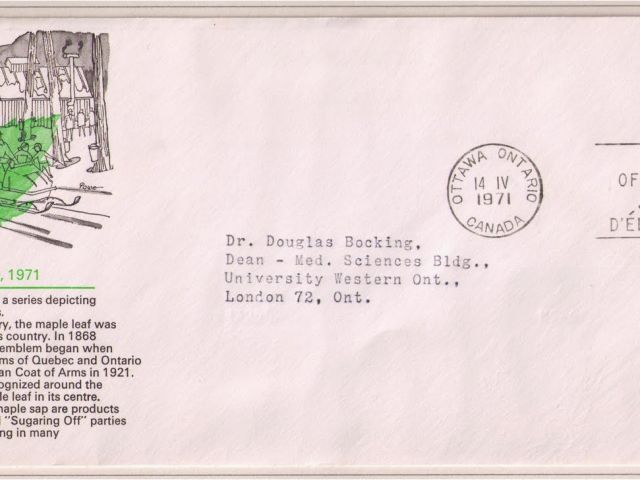 Rose
, 1971
a series depicting
s.
ry, the maple leaf was
s country. In 1868
emblem began when
ms of Quebec and Ontario
an Coat of Arms in 1921.
ognized around the
le leaf in its centre.
maple sap are products
"Sugaring Off" parties
ng in many
OTTAWA ONTARIO
14 IV
1971
CANADA
OF
D'É
Dr. Douglas Bocking,
Dean - Med. Sciences Bldg.,
University Western Ont.,
London 72, Ont.